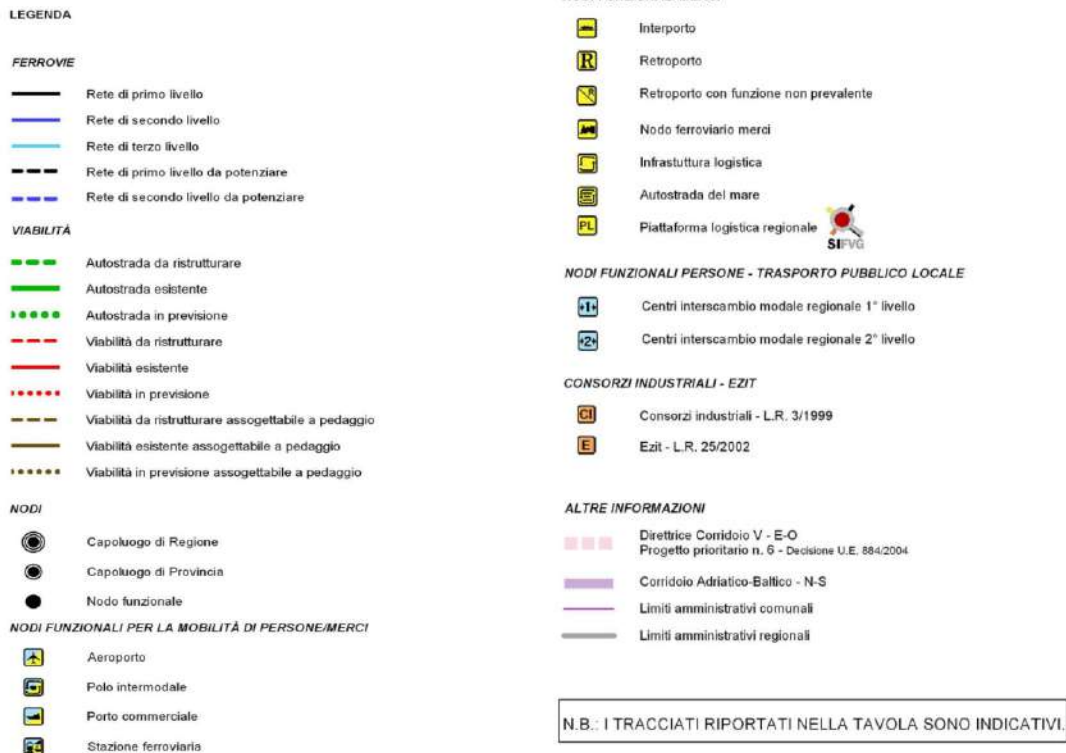 LEGENDA
FERROVIE
Rete di primo livello
Rete di secondo livello
Rete di terzo livello
Rete di primo livello da potenziare
Rete di secondo livello da potenziare
VIABILITÀ
Autostrada da ristrutturare
Autostrada esistente
Autostrada in previsione
Viabilità da ristrutturare
Viabilità esistente
Viabilità in previsione
Viabilità da ristrutturare assogettabile a pedaggio
Viabilità esistente assogettabile a pedaggio
Viabilità in previsione assogettabile a pedaggio
NODI
Capoluogo di Regione
Capoluogo di Provincia
Nodo funzionale
NODI FUNZIONALI PER LA MOBILITÀ DI PERSONE/MERCI
Aeroporto
Polo intermodale
Porto commerciale
Stazione ferroviaria
Interporto
R Retroporto
R Retroporto con funzione non prevalente
Nodo ferroviario merci
Infrastuttura logistica
Autostrada del mare
PL Piattaforma logistica regionale
SIFVG
NODI FUNZIONALI PERSONE - TRASPORTO PUBBLICO LOCALE
1 Centri interscambio modale regionale 1° livello
2 Centri interscambio modale regionale 2° livello
CONSORZI INDUSTRIALI - EZIT
CI Consorzi industriali - L.R. 3/1999
E Ezit - L.R. 25/2002
ALTRE INFORMAZIONI
Direttrice Corridoio V - E-O
Progetto prioritario n. 6 - Decisione U.E. 884/2004
Corridoio Adriatico-Baltico - N-S
Limiti amministrativi comunali
Limiti amministrativi regionali
N.B.: I TRACCIATI RIPORTATI NELLA TAVOLA SONO INDICATIVI.